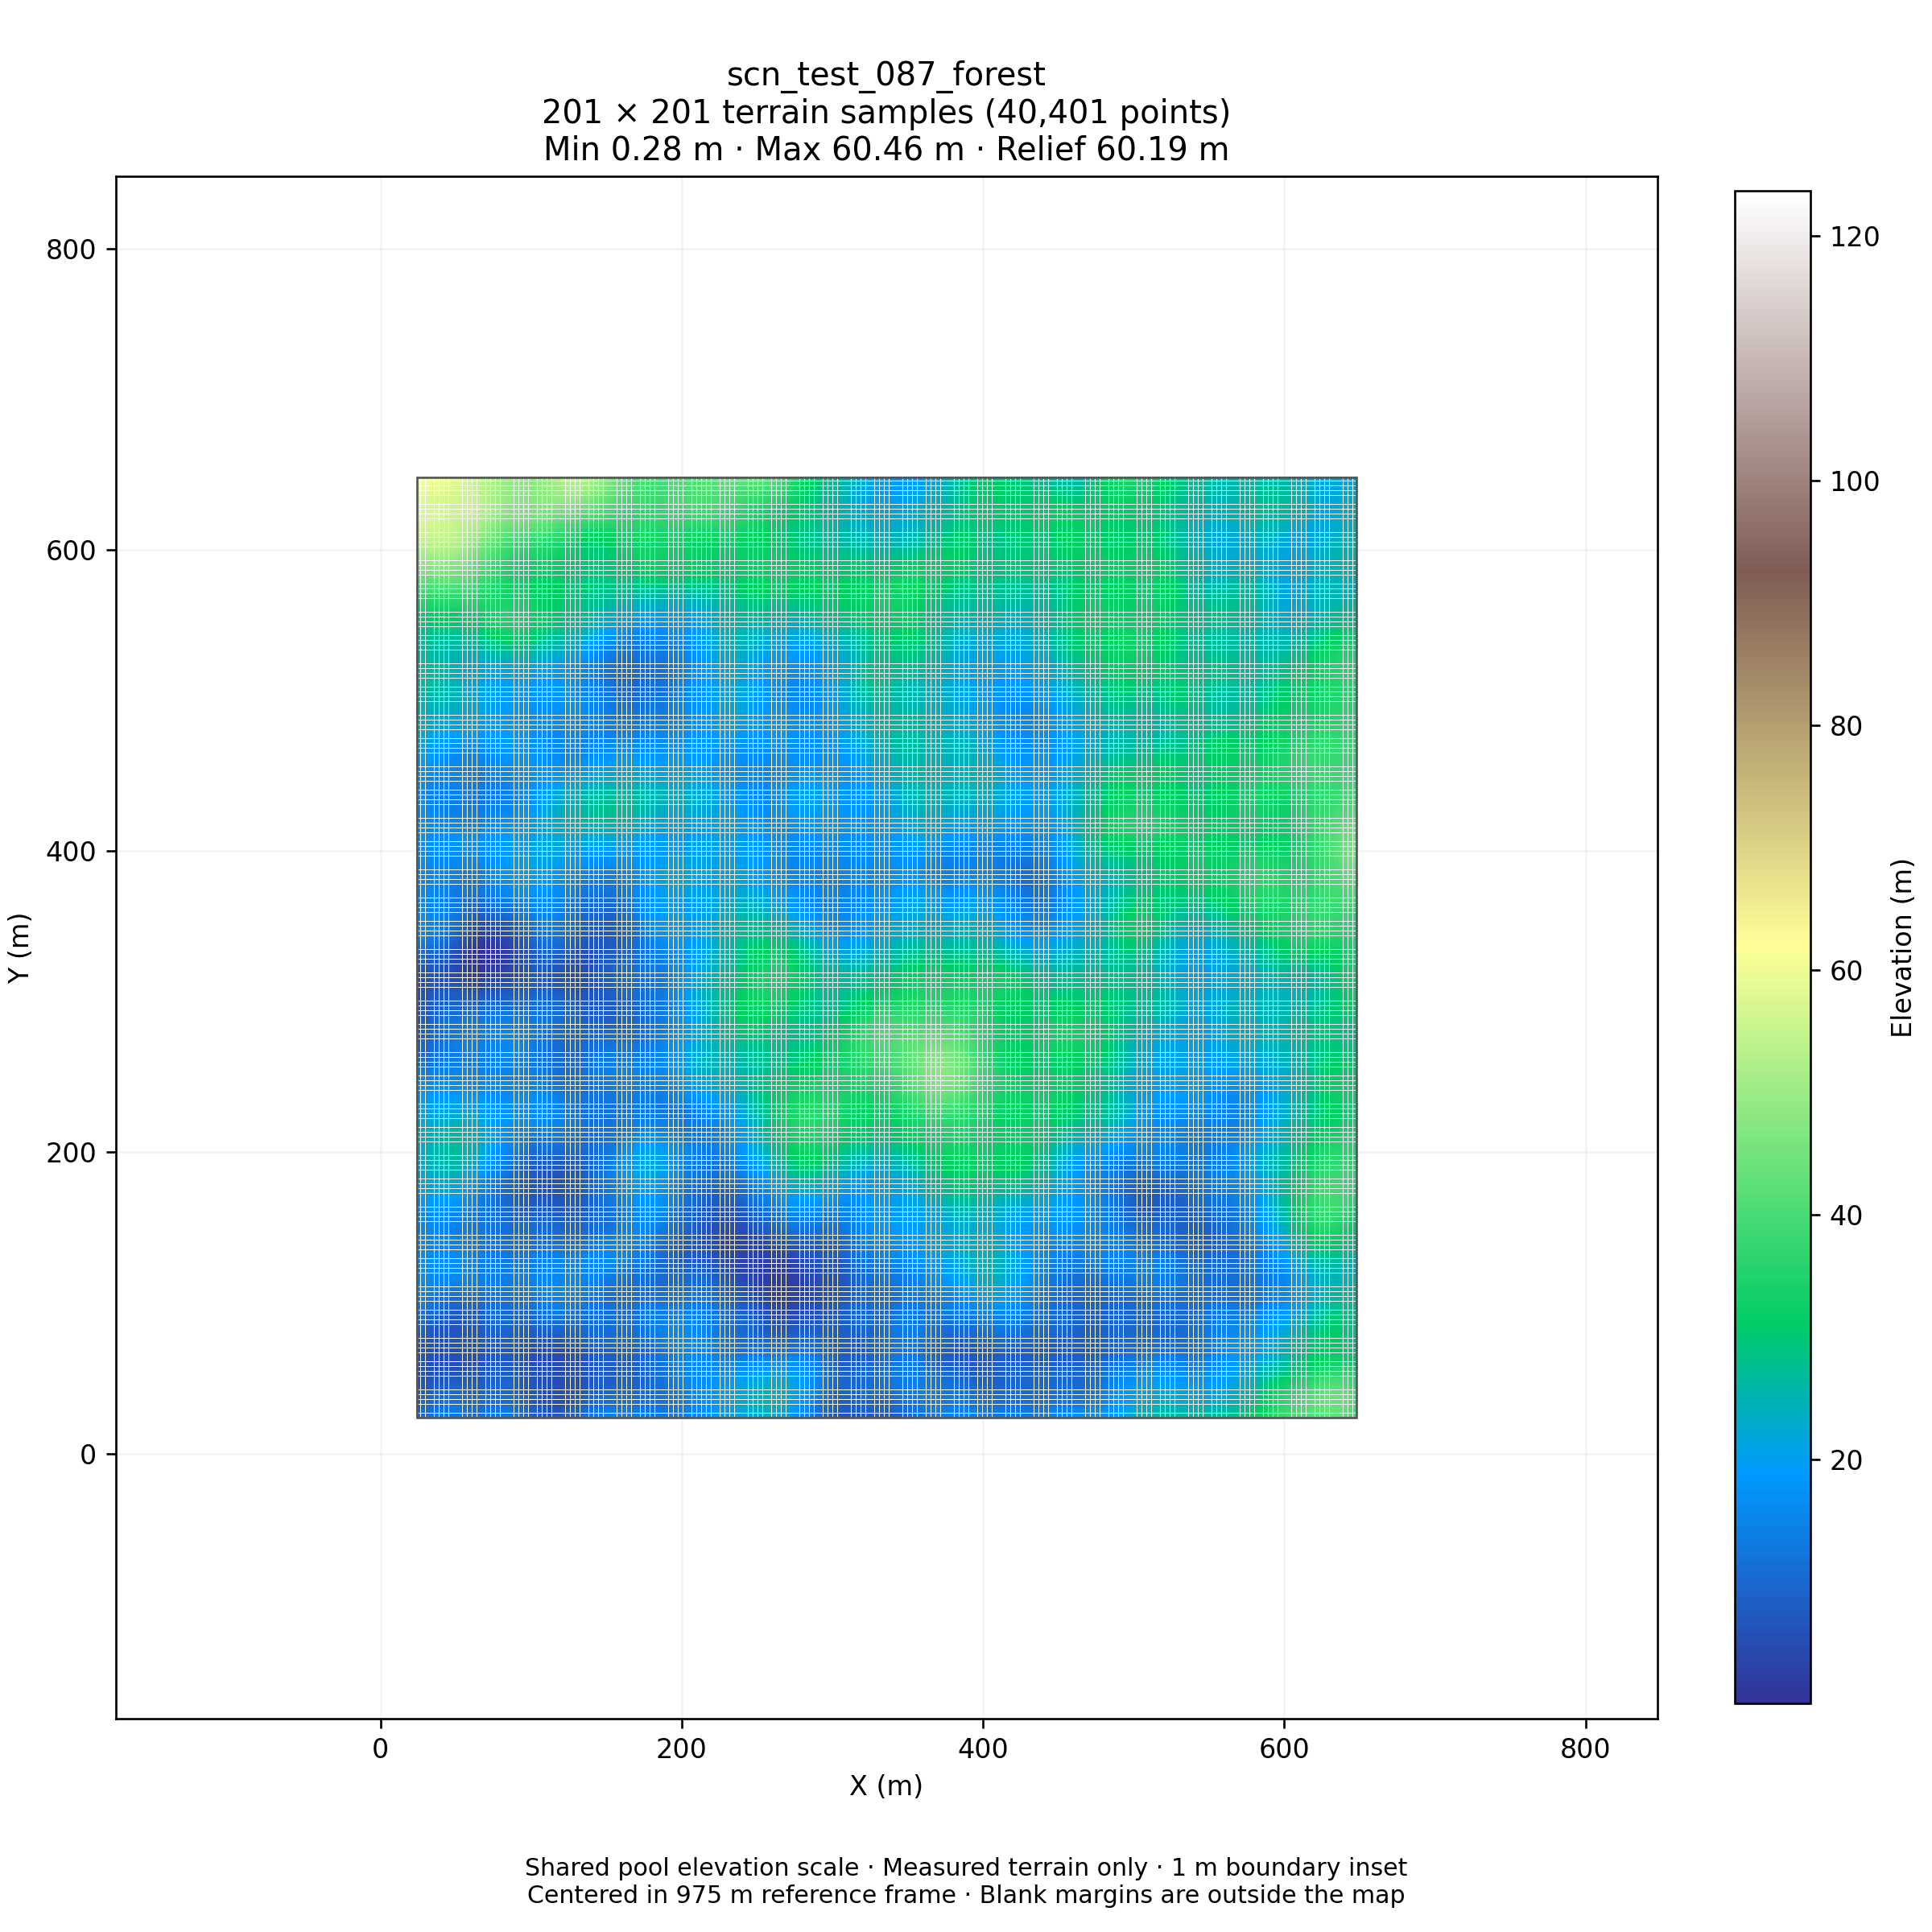 scn_test_087_forest
201 × 201 terrain samples (40,401 points)
Min 0.28 m · Max 60.46 m · Relief 60.19 m
800
600
400
200
0
Y (m)
0 200 400 600 800
X (m)
120
100
80
60
40
20
Elevation (m)
Shared pool elevation scale · Measured terrain only · 1 m boundary inset
Centered in 975 m reference frame · Blank margins are outside the map